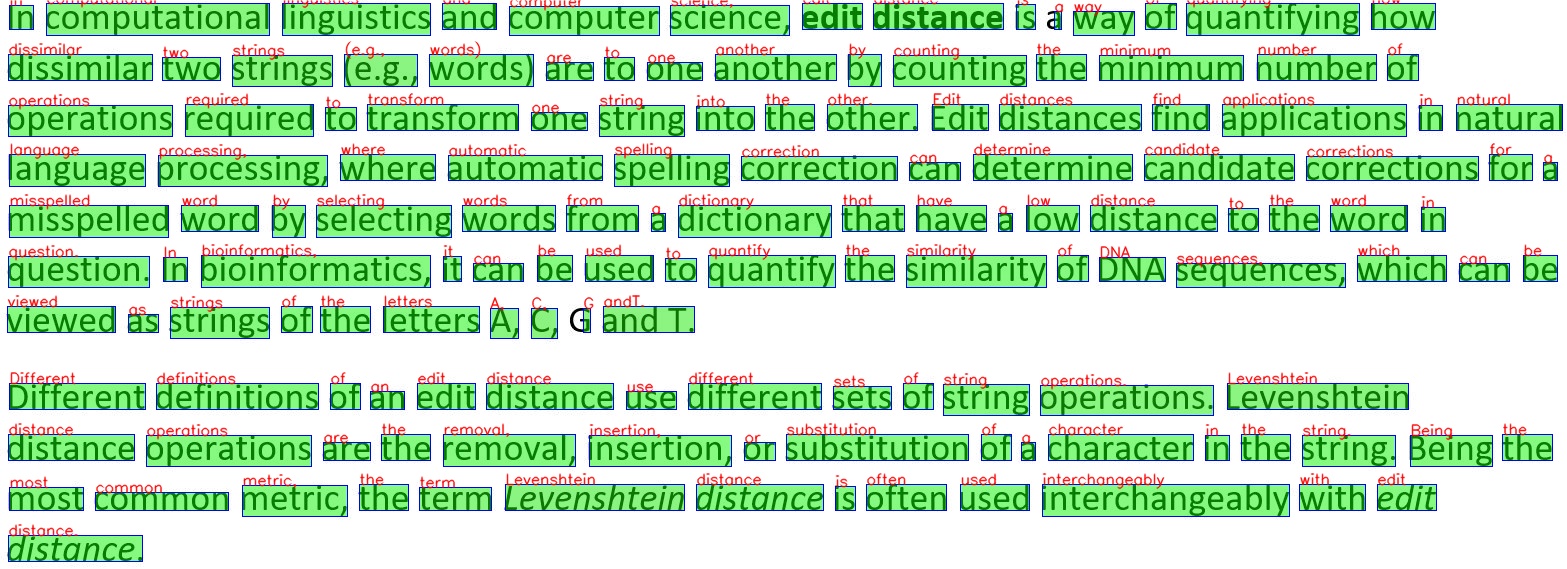 In computational linguistics and computer science, edit distance is a way of quantifying how
dissimilar two strings (e.g., words) are to one another by counting the minimum number of
operations required to transform one string into the other. Edit distances find applications in natural
language processing, where automatic spelling correction can determine candidate corrections for a
misspelled word by selecting words from a dictionary that have a low distance to the word in
question. In bioinformatics, it can be used to quantify the similarity of DNA sequences, which can be
viewed as strings of the letters A, C, G and T.
Different definitions of an edit distance use different sets of string operations. Levenshtein
distance operations are the removal, insertion, or substitution of a character in the string. Being the
most common metric, the term Levenshtein distance is often used interchangeably with edit
distance.